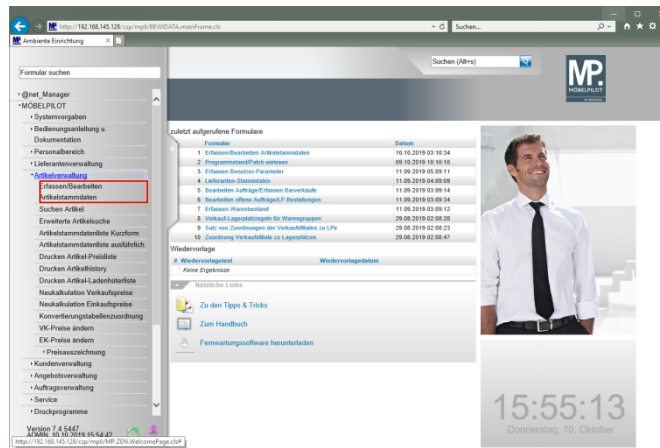 http://192.168.145.128/csp/mp6/BEWIDATA.mainFrame.cls
Suchen...
Ambiente Einrichtung
Suchen (Alt+s)
MP.
MÖBELPILOT
Formular suchen
@net_Manager
MÖBELPILOT
Systemvorgaben
Bedienungsanleitung u.
Dokumentation
Personalbereich
Lieferantenverwaltung
Artikelverwaltung
Erfassen/Bearbeiten
Artikelstammdaten
Suchen Artikel
Erweiterte Artikelsuche
Artikelstammdatenliste Kurzform
Artikelstammdatenliste ausführlich
Drucken Artikel-Preisliste
Drucken Artikelhistory
Drucken Artikel-Ladenhüterliste
Neukalkulation Verkaufspreise
Neukalkulation Einkaufspreise
Konvertierungstabellenzuordnung
VK-Preise ändern
EK-Preise ändern
Preisauszeichnung
Kundenverwaltung
Angebotsverwaltung
Auftragsverwaltung
Service
Druckprogramme
Version 7.4 5447
ADMIN, 10.10.2019 15:54:42
http://192.168.145.128/csp/mp6/MP.ZEN.WelcomePage.cls#
zuletzt aufgerufene Formulare
Formular Datum
1 Erfassen/Bearbeiten Artikelstammdaten 10.10.2019 03:10:34
2 Programmstand/Patch einlesen 09.10.2019 10:10:10
3 Erfassen Benutzer-Parameter 11.09.2019 05:09:11
4 Lieferanten-Stammdaten 11.09.2019 04:09:09
5 Bearbeiten Aufträge/Erfassen Barverkäufe 11.09.2019 03:09:14
6 Bearbeiten offene Aufträge/LF-Bestellungen 11.09.2019 03:09:34
7 Erfassen Warenbestand 11.09.2019 03:09:12
8 Verkauf-Lagerplatzregeln für Warengruppen 29.08.2019 02:08:20
9 Satz von Zuordnungen der Verkaufsfilialen zu LPs 29.08.2019 02:08:23
10 Zuordnung Verkaufsfiliale zu Lagerplätzen 29.08.2019 02:08:47
Wiedervorlage
# Wiedervorlagetext Wiedervorlagedatum
Keine Ergebnisse
Nützliche Links
Zu den Tipps & Tricks
Zum Handbuch
Fernwartungssoftware herunterladen
15:55:13
Donnerstag, 10. Oktober